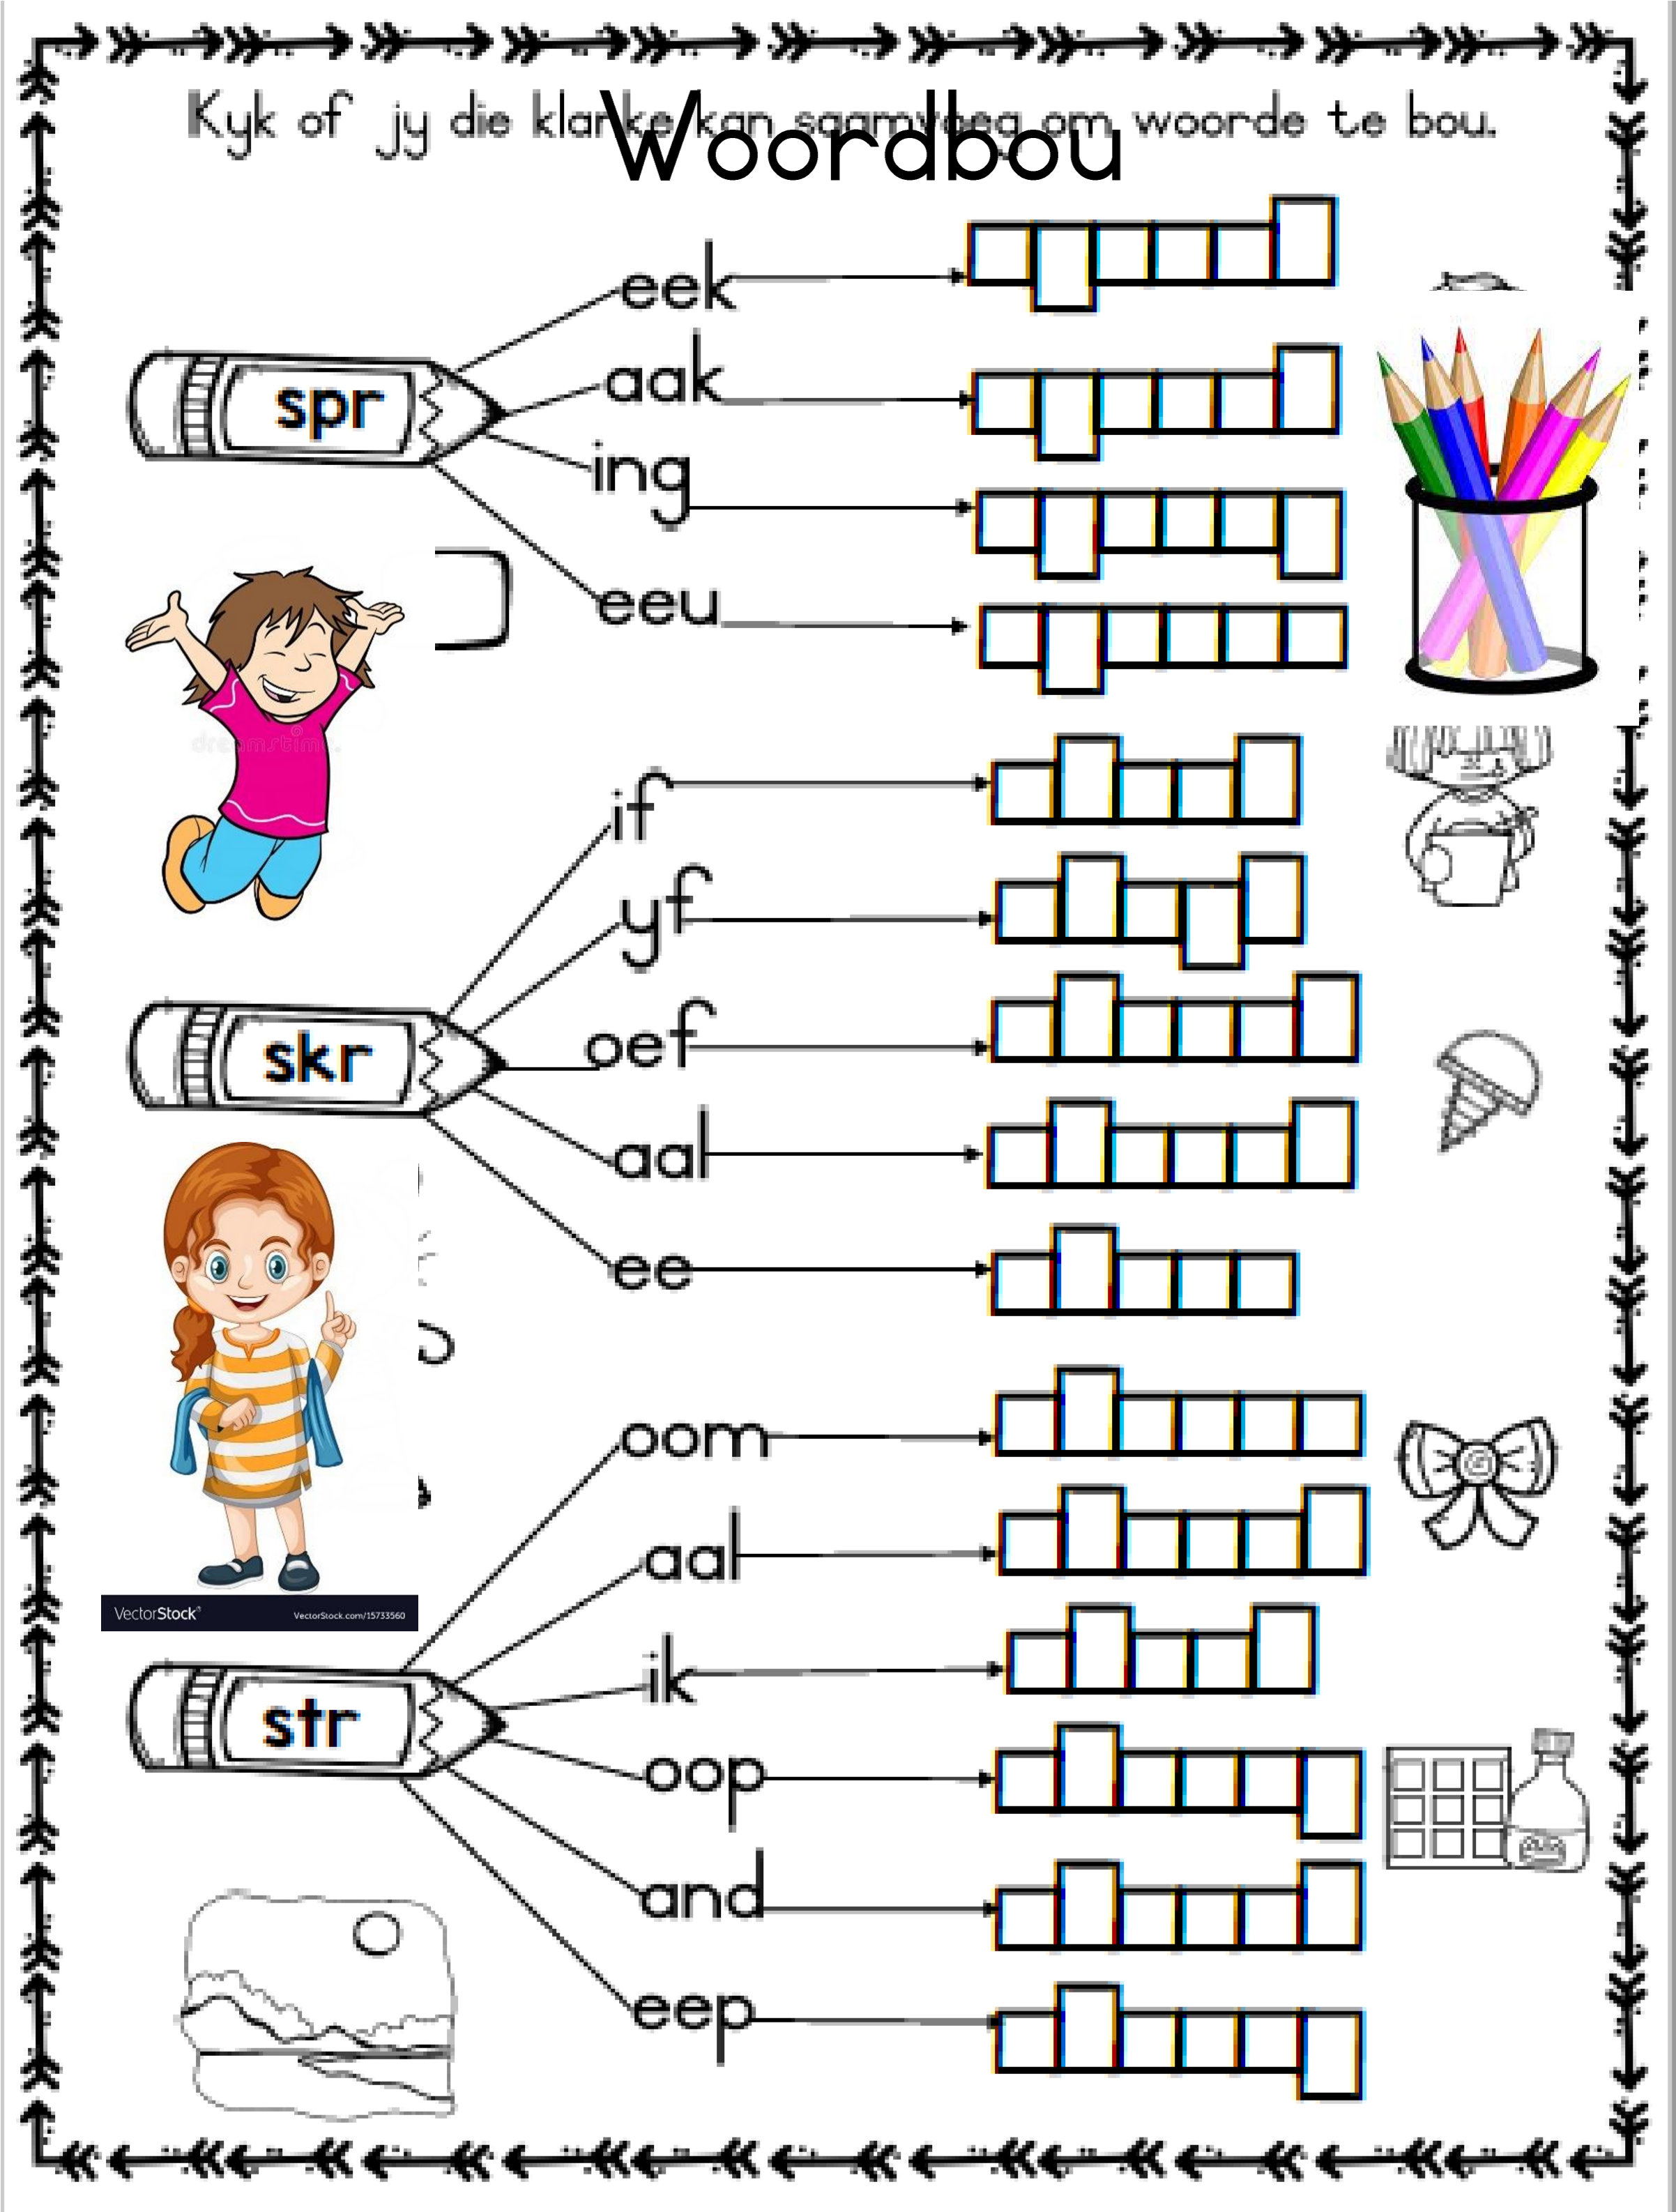 Kyk of jy die klanke kan saamvoeg om woorde te bou.
Woordbou
spr
eek
aak
ing
eeu
dreamstime.
skr
if
yf
oef
aal
ee
VectorStock®
VectorStock.com/15733560
str
oom
aal
ik
oop
and
eep